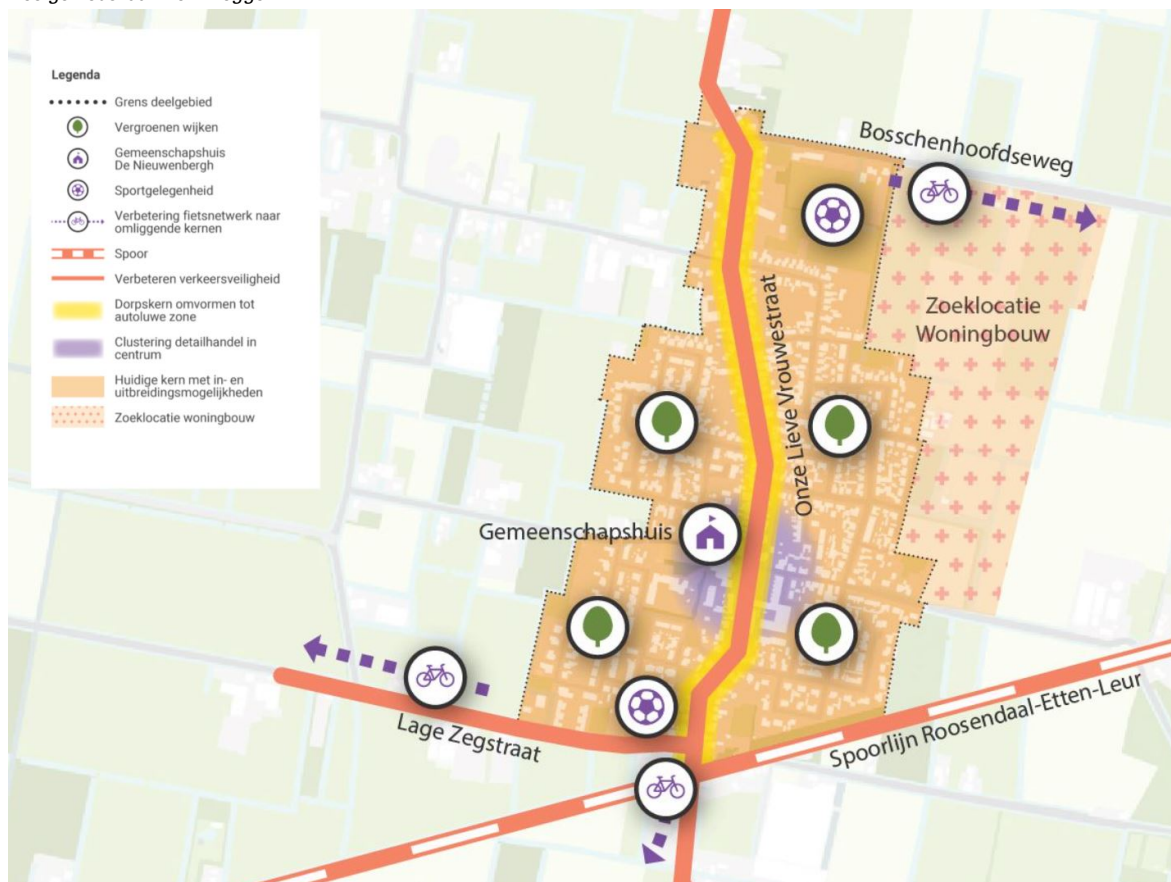 Legenda
Grens deelgebied
Vergroenen wijken
Gemeenschapshuis
De Nieuwenbergh
Sportgelegenheid
Verbetering fietsnetwerk naar
omliggende kernen
Spoor
Verbeteren verkeersveiligheid
Dorpskern omvormen tot
autoluwe zone
Clustering detailhandel in
centrum
Huidige kern met in- en
uitbreidingsmogelijkheden
Zoeklocatie woningbouw
Bosschenhoofdseweg
Zoeklocatie
Woningbouw
Onze Lieve Vrouwestraat
Gemeenschapshuis
Lage Zegstraat
Spoorlijn Roosendaal-Etten-Leur